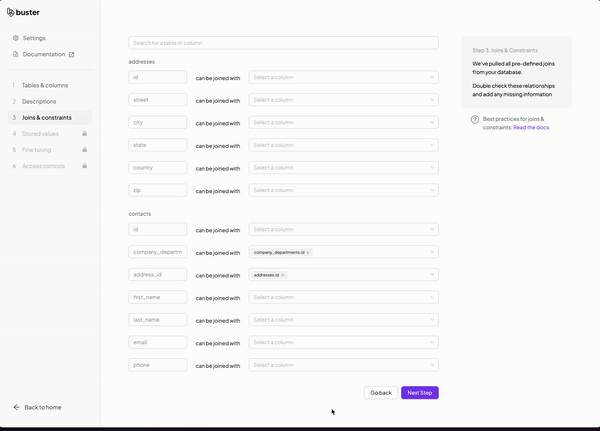 buster
Settings
Documentation
1 Tables & columns
2 Descriptions
3 Joins & constraints
4 Stored values
5 Fine tuning
6 Access controls
Back to home
Search for a table or column
addresses
id can be joined with Select a column
street can be joined with Select a column
city can be joined with Select a column
state can be joined with Select a column
country can be joined with Select a column
zip can be joined with Select a column
contacts
id can be joined with Select a column
company_departm can be joined with company_departments.id ×
address_id can be joined with addresses.id ×
first_name can be joined with Select a column
last_name can be joined with Select a column
email can be joined with Select a column
phone can be joined with Select a column
Go back Next Step
Step 3: Joins & Constraints
We've pulled all pre-defined joins
from your database.
Double check these relationships
and add any missing information
Best practices for joins &
constraints: Read the docs